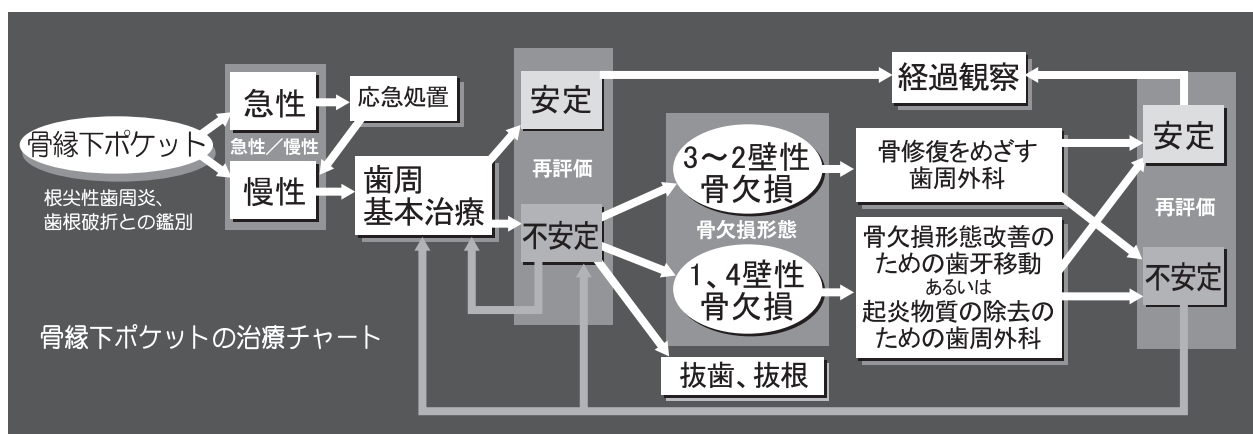 骨縁下ポケット
根尖性歯周炎、
歯根破折との鑑別
急性
急性／慢性
慢性
応急処置
歯周
基本治療
安定
再評価
不安定
3～2壁性
骨欠損
骨欠損形態
1、4壁性
骨欠損
抜歯、抜根
経過観察
骨修復をめざす
歯周外科
骨欠損形態改善の
ための歯牙移動
あるいは
起炎物質の除去の
ための歯周外科
安定
再評価
不安定
骨縁下ポケットの治療チャート